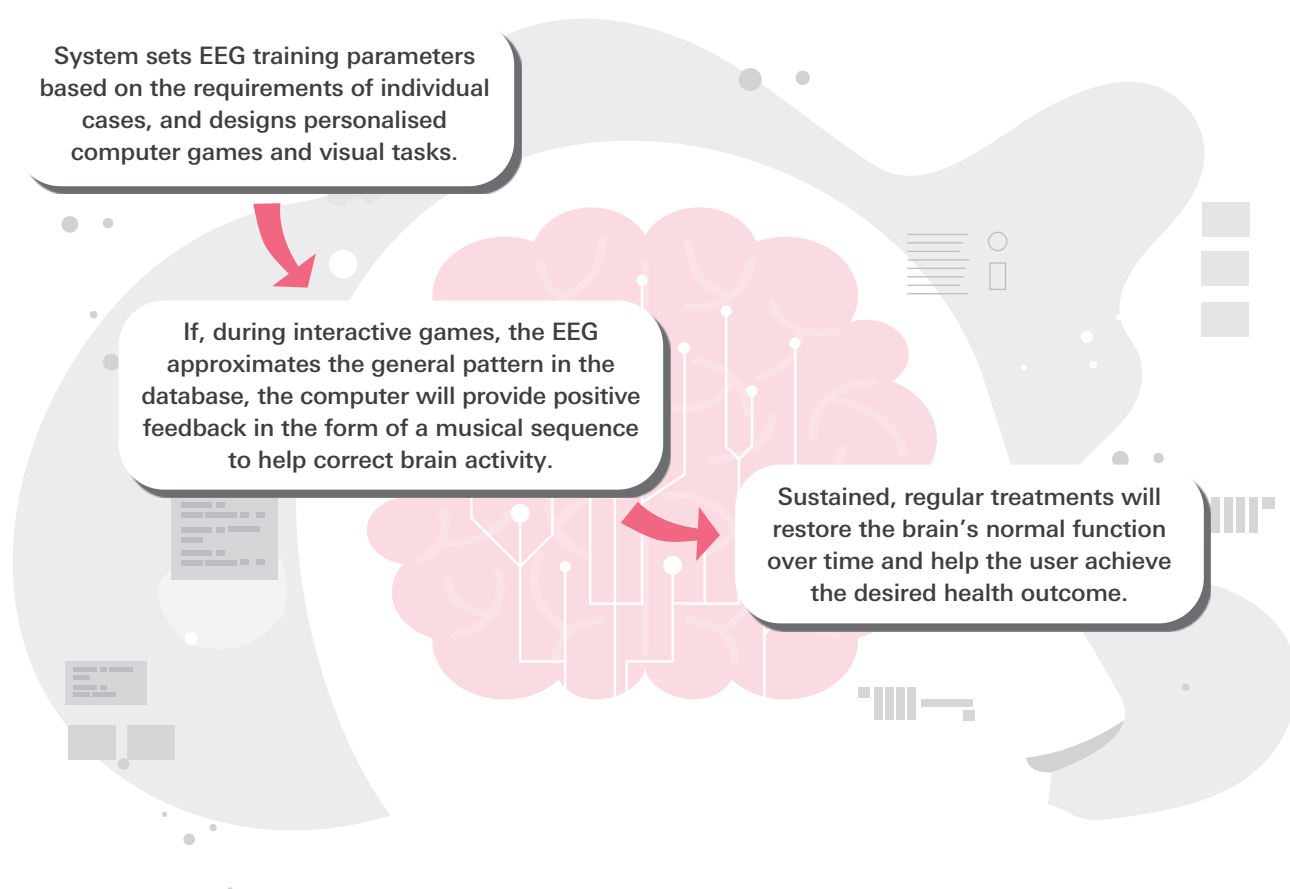 System sets EEG training parameters
based on the requirements of individual
cases, and designs personalised
computer games and visual tasks.
If, during interactive games, the EEG
approximates the general pattern in the
database, the computer will provide positive
feedback in the form of a musical sequence
to help correct brain activity.
Sustained, regular treatments will
restore the brain’s normal function
over time and help the user achieve
the desired health outcome.